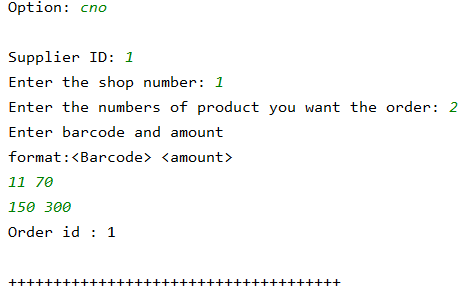 Option: cno
Supplier ID: 1
Enter the shop number: 1
Enter the numbers of product you want the order: 2
Enter barcode and amount
format:<Barcode> <amount>
11 70
150 300
Order id : 1
++++++++++++++++++++++++++++++++++++++